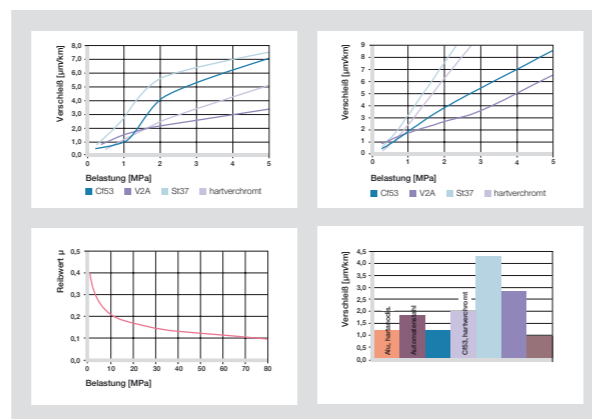 Verschleiß [μm/km]
8,0
7,0
6,0
5,0
4,0
3,0
2,0
1,0
0,0
0 1 2 3 4 5
Belastung [MPa]
Cf53 V2A St37 hartverchromt
Verschleiß [μm/km]
9
8
7
6
5
4
3
2
1
0
0 1 2 3 4 5
Belastung [MPa]
Cf53 V2A St37 hartverchromt
Reibwert μ
0,5
0,4
0,3
0,2
0,1
0,0
0 10 20 30 40 50 60 70 80
Belastung [MPa]
Verschleiß [μm/km]
4,5
4,0
3,5
3,0
2,5
2,0
1,5
1,0
0,5
0,0
Alu, hartanodis.
Automatenstahl
Cf53, hartverchromt